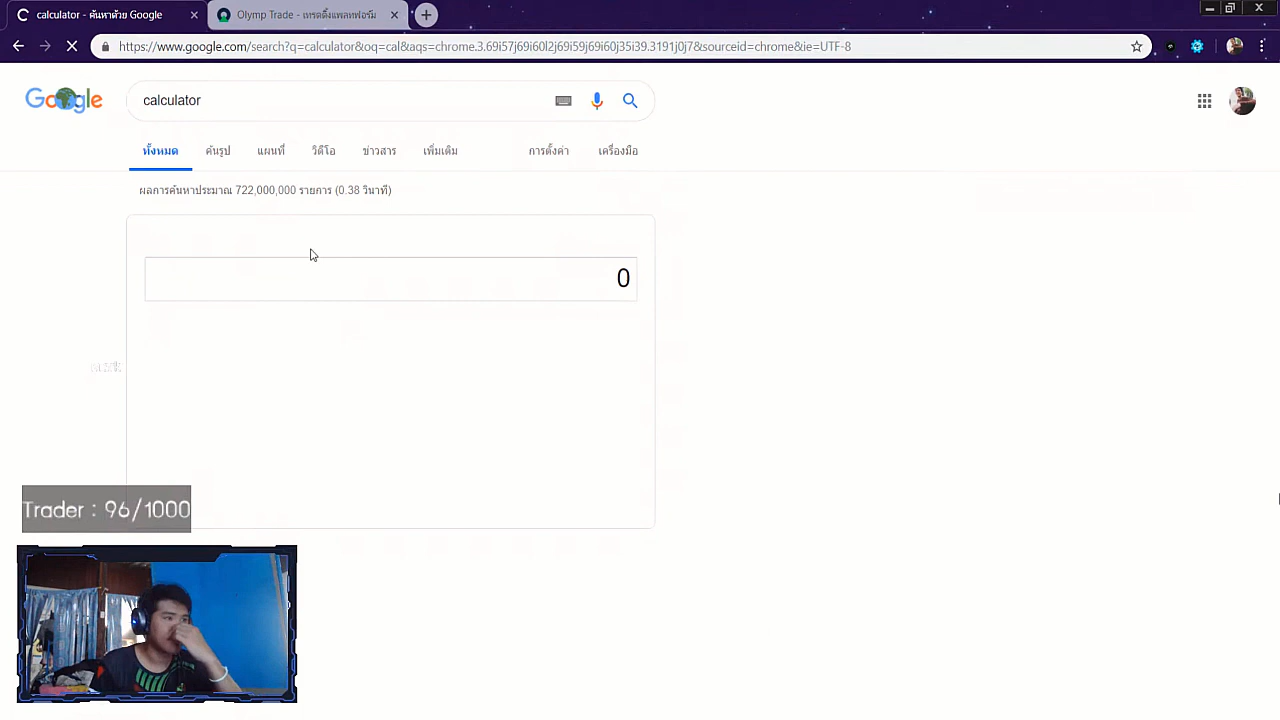 calculator - ค้นหาด้วย Google
Olymp Trade - เทรดดิ้งแพลทฟอร์ม
https://www.google.com/search?q=calculator&oq=cal&aqs=chrome.3.69i57j69i60l2j69i59j69i60j35i39.3191j0j7&sourceid=chrome&ie=UTF-8
Google
calculator
ทั้งหมด ค้นรูป แผนที่ วิดีโอ ข่าวสาร เพิ่มเติม การตั้งค่า เครื่องมือ
ผลการค้นหาประมาณ 722,000,000 รายการ (0.38 วินาที)
0
Trader : 96/1000